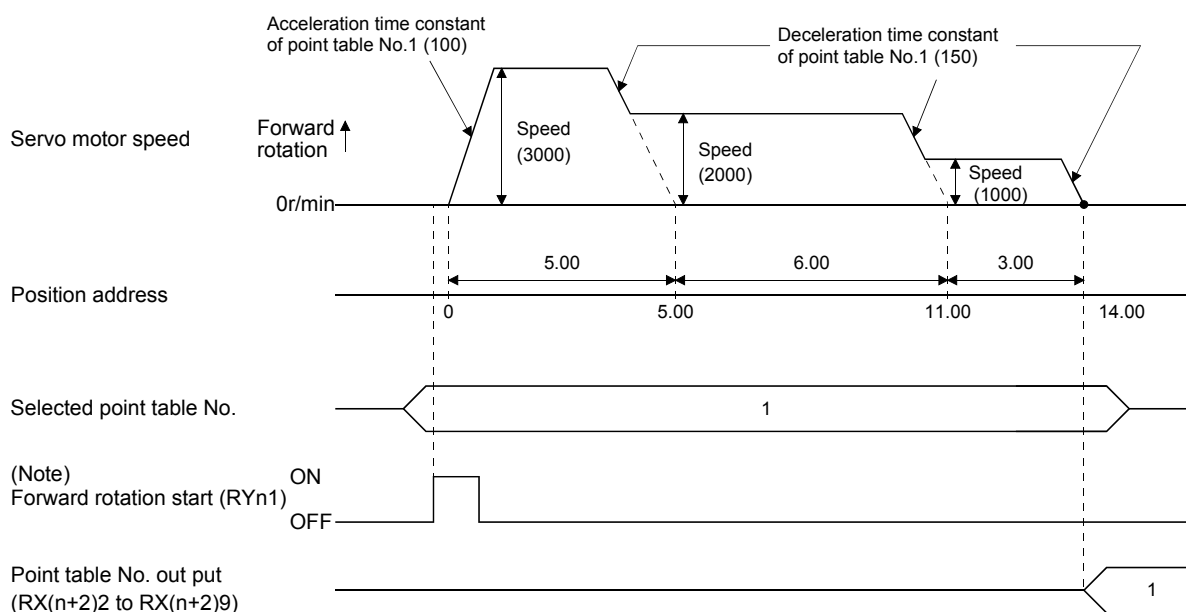 Acceleration time constant
of point table No.1 (100)
Deceleration time constant
of point table No.1 (150)
Servo motor speed
Forward
rotation
Speed
(3000)
Speed
(2000)
Speed
(1000)
0r/min
5.00
6.00
3.00
Position address
0
5.00
11.00
14.00
Selected point table No.
1
(Note)
Forward rotation start (RYn1)
ON
OFF
Point table No. out put
(RX(n+2)2 to RX(n+2)9)
1